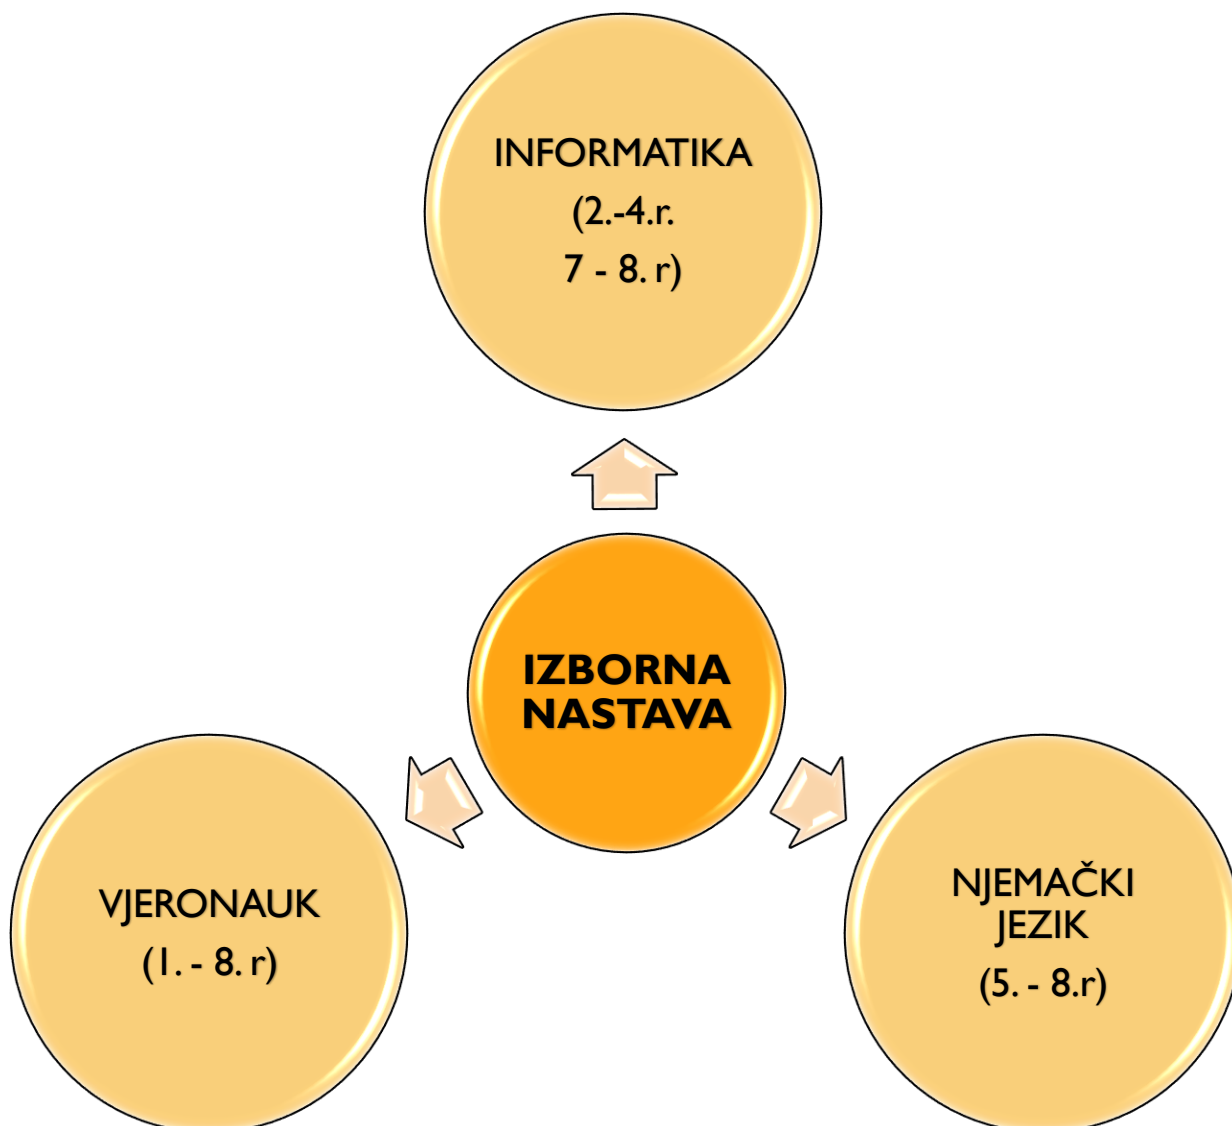 INFORMATIKA
(2.-4.r.
7 - 8. r)
IZBORNA
NASTAVA
VJERONAUK
(1. - 8. r)
NJEMAČKI
JEZIK
(5. - 8.r)